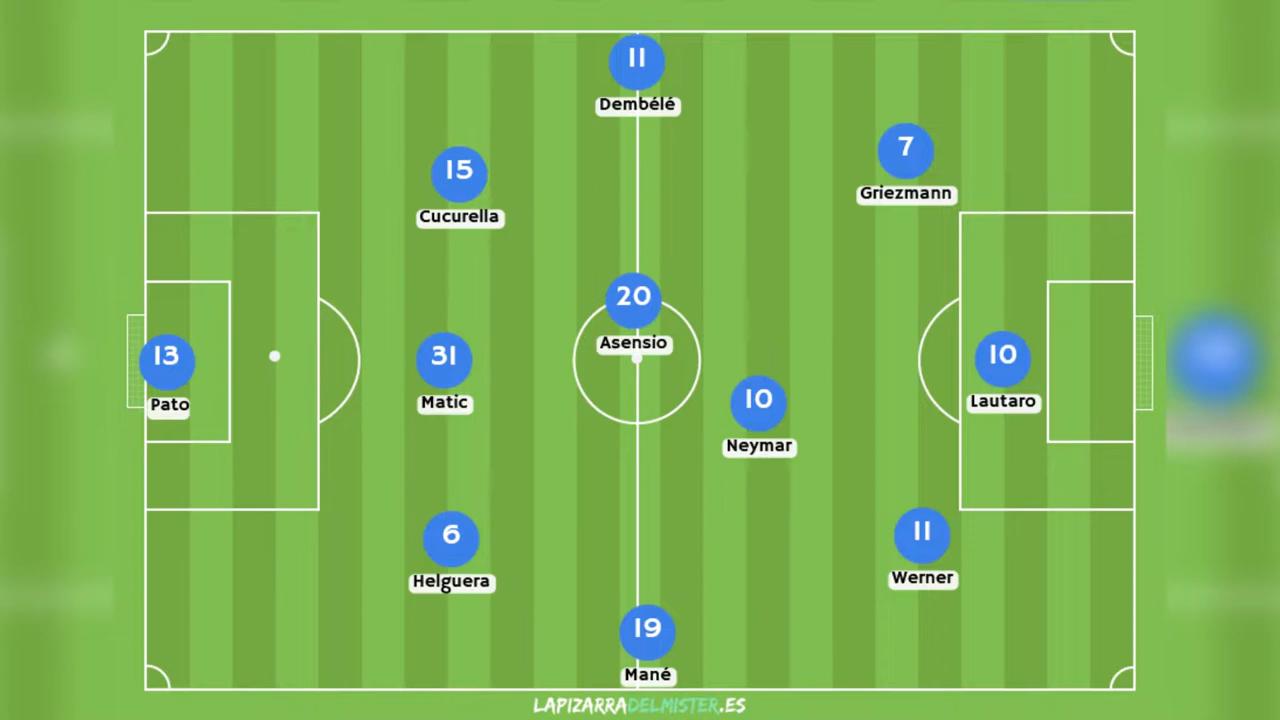 11
Dembélé
7
Griezmann
15
Cucurella
20
Asensio
13
Pato
31
Matic
10
Lautaro
10
Neymar
6
Helguera
11
Werner
19
Mané
LAPIZARRADELMISTER.ES